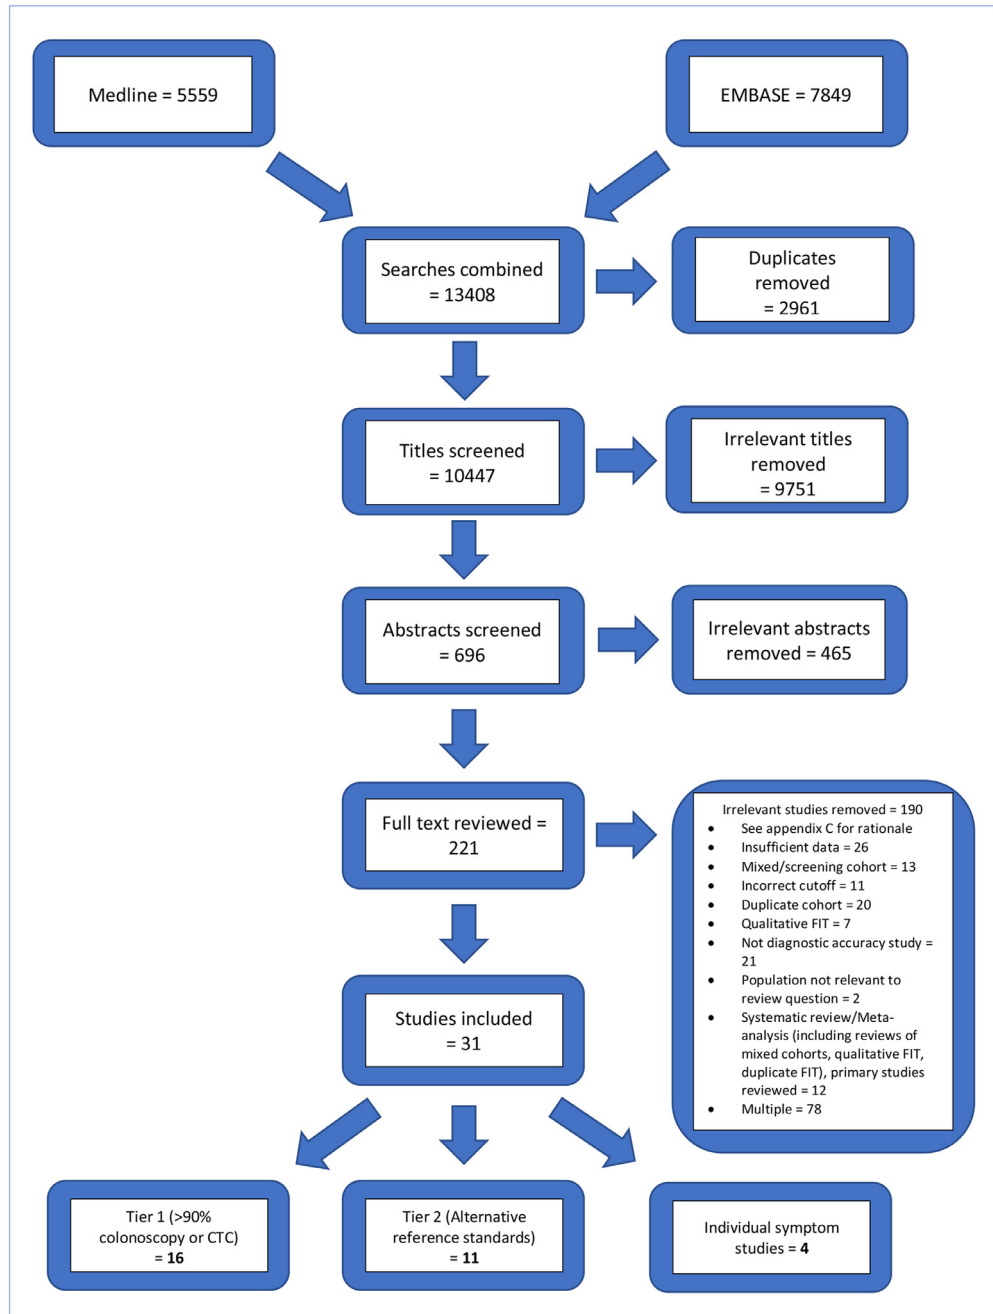 Medline = 5559
EMBASE = 7849
Searches combined
= 13408
Duplicates
removed
= 2961
Titles screened
= 10447
Irrelevant titles
removed
= 9751
Abstracts screened
= 696
Irrelevant abstracts
removed = 465
Full text reviewed =
221
Irrelevant studies removed = 190
• See appendix C for rationale
• Insufficient data = 26
• Mixed/screening cohort = 13
• Incorrect cutoff = 11
• Duplicate cohort = 20
• Qualitative FIT = 7
• Not diagnostic accuracy study =
21
• Population not relevant to
review question = 2
• Systematic review/Meta-
analysis (including reviews of
mixed cohorts, qualitative FIT,
duplicate FIT), primary studies
reviewed = 12
• Multiple = 78
Studies included
= 31
Tier 1 (>90%
colonoscopy or CTC)
= 16
Tier 2 (Alternative
reference standards)
= 11
Individual symptom
studies = 4